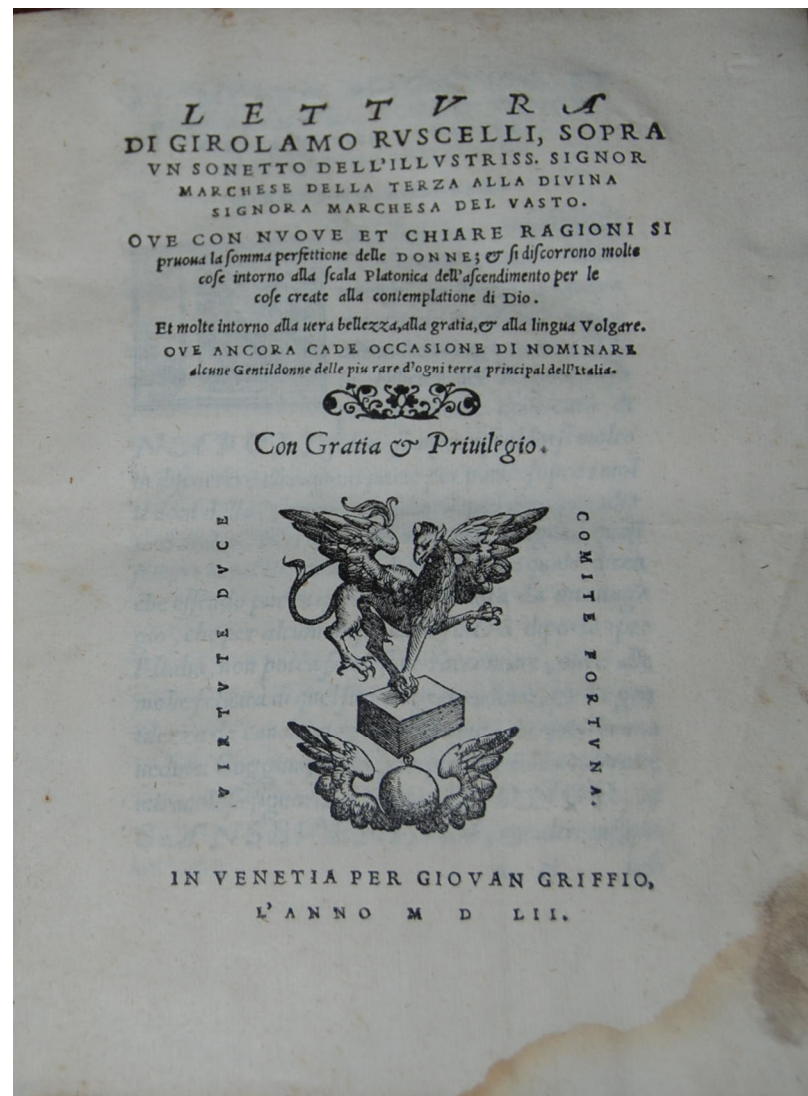 LETTVRA
DI GIROLAMO RVSCELLI, SOPRA
VN SONETTO DELL'ILLVSTRISS. SIGNOR
MARCHESE DELLA TERZA ALLA DIVINA
SIGNORA MARCHESA DEL VASTO.
OVE CON NVOVE ET CHIARE RAGIONI SI
pruoua la ſomma perfettione delle DONNE; & ſi diſcorrono molte
coſe intorno alla ſcala Platonica dell'aſcendimento per le
coſe create alla contemplatione di Dio.
Et molte intorno alla uera bellezza, alla gratia, & alla lingua Volgare.
OVE ANCORA CADE OCCASIONE DI NOMINARE
alcune Gentildonne delle piu rare d'ogni terra principal dell'Italia.
Con Gratia & Priuilegio.
VIRTVTE DVCE
COMITE FORTVNA.
IN VENETIA PER GIOVAN GRIFFIO,
L'ANNO M D LII.